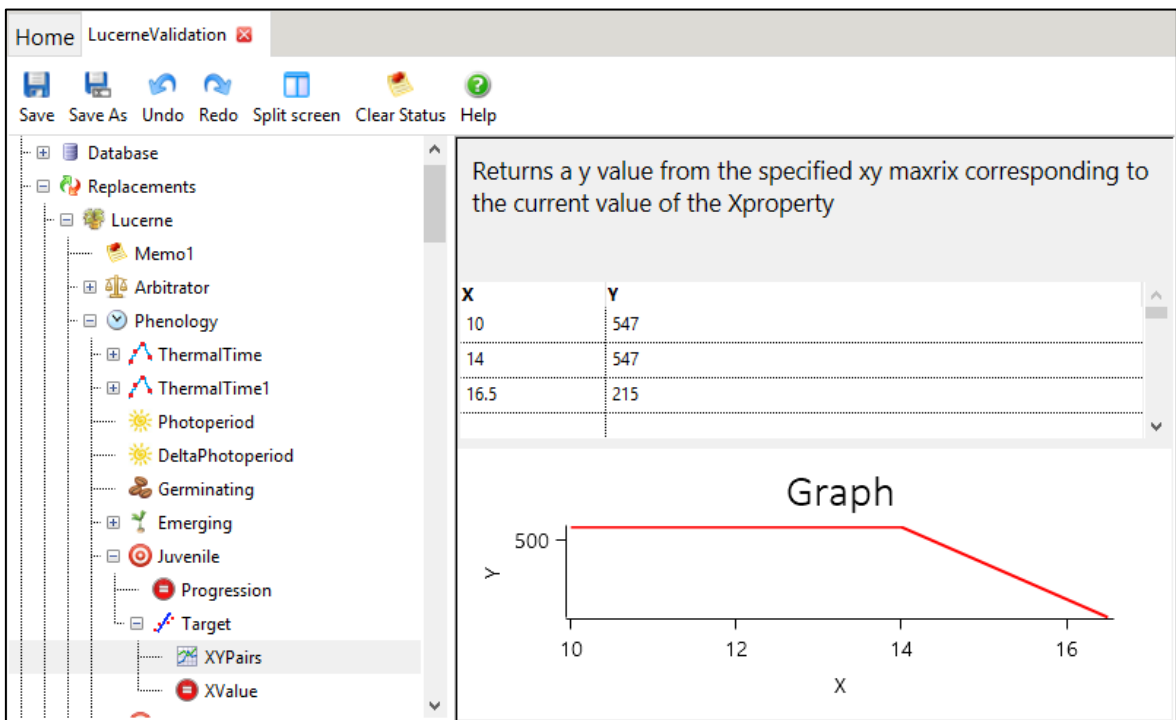 Home LucerneValidation
Save Save As Undo Redo Split screen Clear Status Help
Database
Replacements
Lucerne
Memo1
Arbitrator
Phenology
ThermalTime
ThermalTime1
Photoperiod
DeltaPhotoperiod
Germinating
Emerging
Juvenile
Progression
Target
XYPairs
XValue
Returns a y value from the specified xy maxrix corresponding to
the current value of the Xproperty
X Y
10 547
14 547
16.5 215
Graph
500
Y
10 12 14 16
X